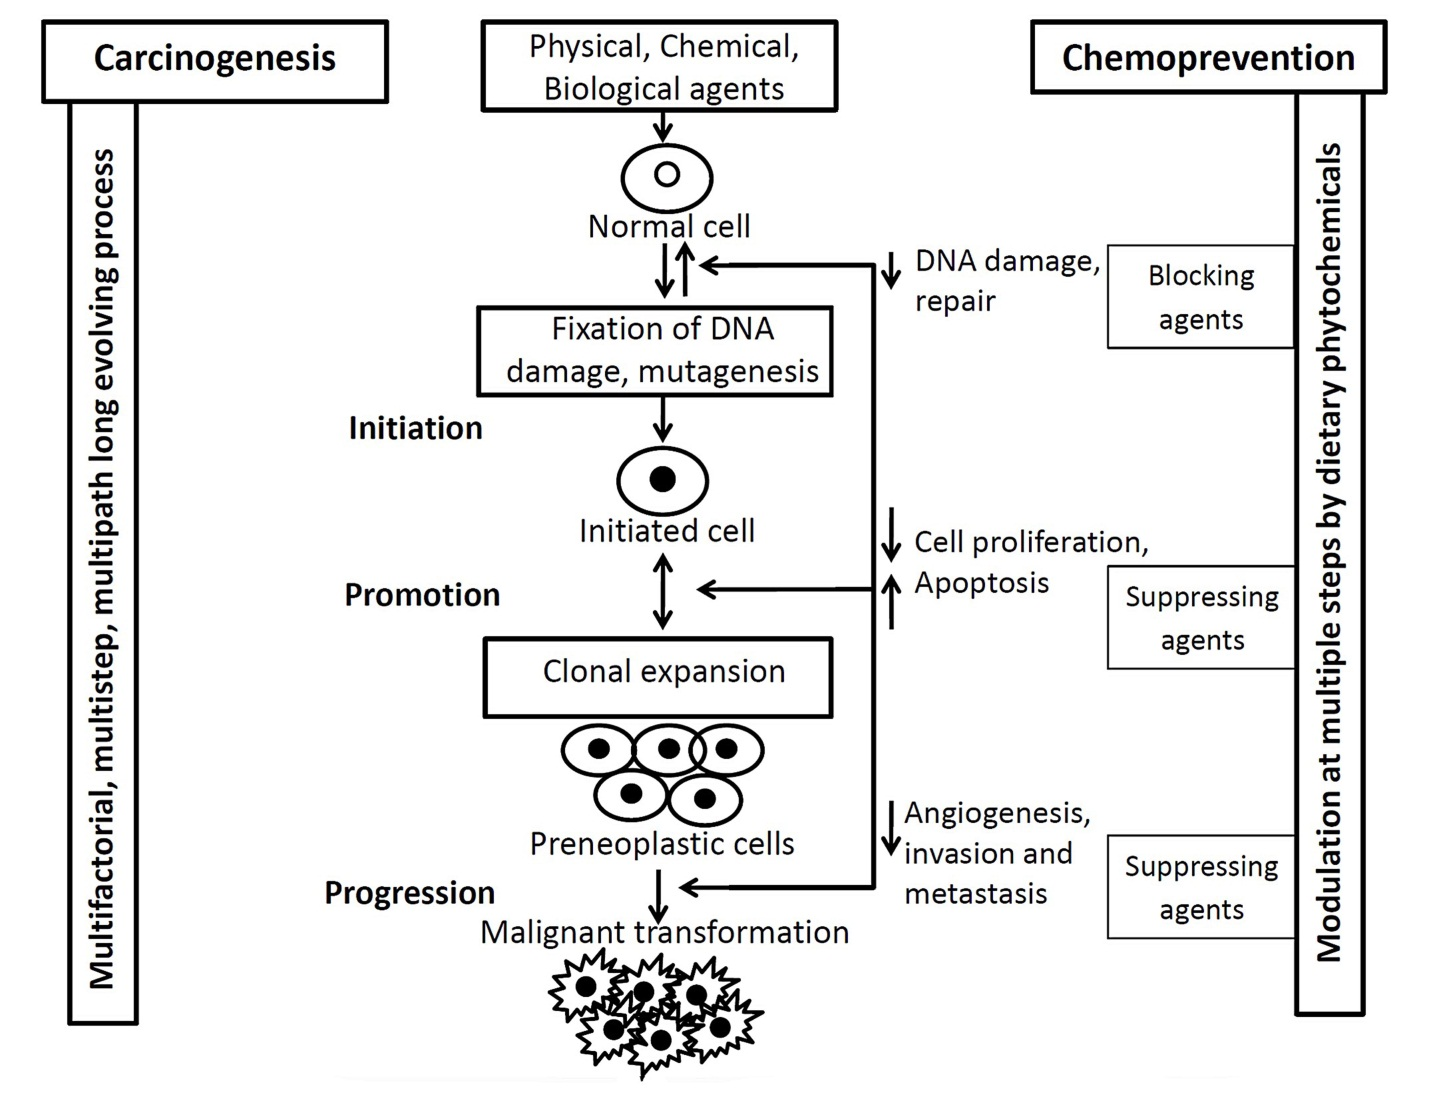 Carcinogenesis
Multifactorial, multistep, multipath long evolving process
Physical, Chemical,
Biological agents
Normal cell
Fixation of DNA
damage, mutagenesis
Initiation
Initiated cell
Promotion
Clonal expansion
Preneoplastic cells
Progression
Malignant transformation
DNA damage,
repair
Cell proliferation,
Apoptosis
Angiogenesis,
invasion and
metastasis
Chemoprevention
Blocking
agents
Suppressing
agents
Suppressing
agents
Modulation at multiple steps by dietary phytochemicals